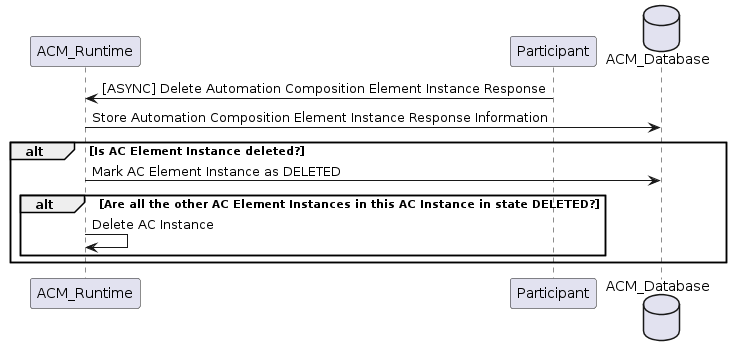 ACM_Runtime
Participant
ACM_Database
[ASYNC] Delete Automation Composition Element Instance Response
Store Automation Composition Element Instance Response Information
alt [Is AC Element Instance deleted?]
Mark AC Element Instance as DELETED
alt [Are all the other AC Element Instances in this AC Instance in state DELETED?]
Delete AC Instance
ACM_Runtime
Participant
ACM_Database